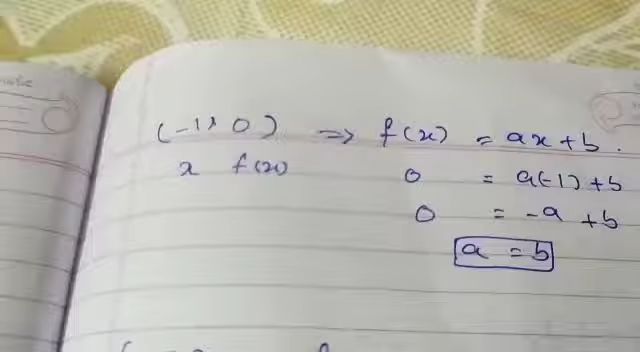 (-1, 0) => f(x) = ax + b.
x f(x) 0 = a(-1) + b
0 = -a + b
a = b